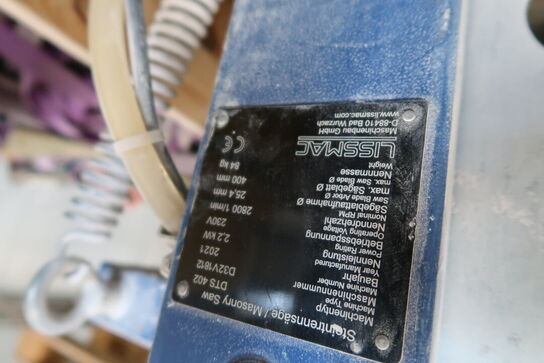 LISSMAC
Maschinenbau GmbH
D-88410 Bad Wurzach
www.lissmac.com
Steintrennsäge / Masonry Saw
Maschinentyp
Machine Type
DTS 402
Maschinennummer
Machine Number
D32V1812
Baujahr
Year Manufactured
2021
Nennleistung
Power Rating
2,2 kW
Betriebsspannung
Operating Voltage
230V
Nenndrehzahl
Nominal RPM
2800 1/min
Sägeblattaufnahme Ø
Saw Blade Arbor Ø
25,4 mm
max. Sägeblatt Ø
max. Saw Blade Ø
400 mm
Nennmasse
Weight
84 kg
CE